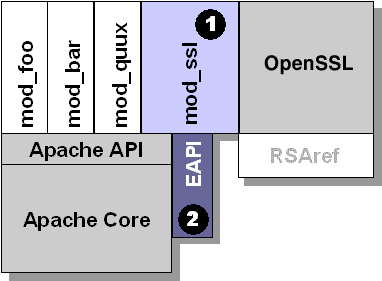 mod_foo
mod_bar
mod_quux
mod_ssl
1
OpenSSL
Apache API
EAPI
RSAref
Apache Core
2